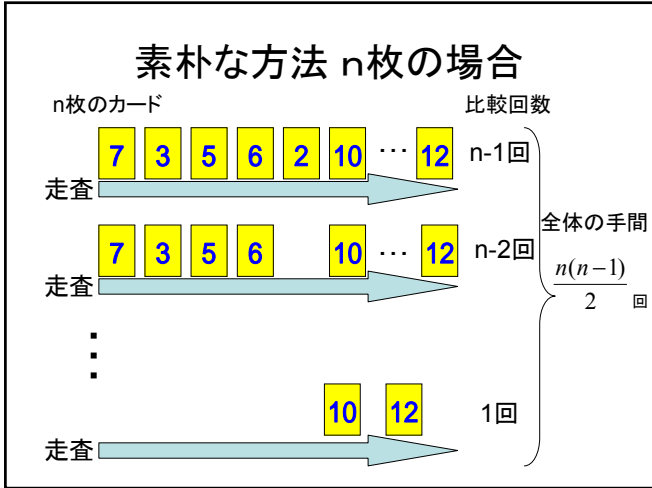 素朴な方法 n枚の場合
n枚のカード 比較回数
7 3 5 6 2 10 … 12 n-1回
走査
全体の手間
7 3 5 6 10 … 12 n-2回
n(n−1)
2 回
走査
⋮
10 12 1回
走査